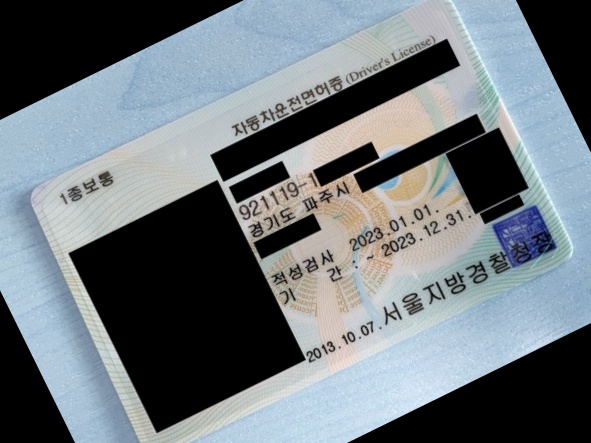 자동차운전면허증 (Driver's License)
1종보통
921119-1
경기도 파주시
적성검사 2023.01.01.
기 간 : ~ 2023.12.31.
2013.10.07. 서울지방경찰청장